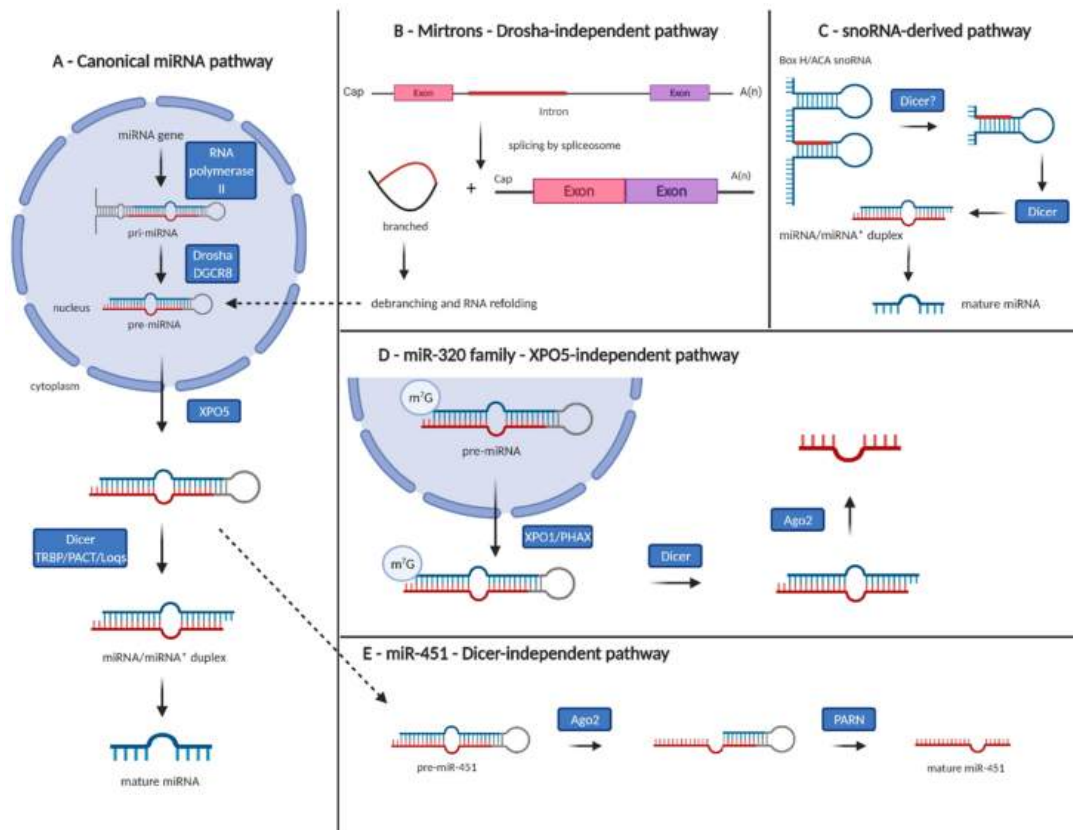 A - Canonical miRNA pathway
miRNA gene
RNA
polymerase
II
pri-miRNA
Drosha
DGCR8
nucleus
pre-miRNA
cytoplasm
XPO5
Dicer
TRBP/PACT/Loqs
miRNA/miRNA* duplex
mature miRNA
B - Mirtrons - Drosha-independent pathway
Cap Exon Exon A(n)
Intron
splicing by spliceosome
Cap A(n)
+ Exon Exon
branched
debranching and RNA refolding
C - snoRNA-derived pathway
Box H/ACA snoRNA
Dicer?
Dicer
miRNA/miRNA* duplex
mature miRNA
D - miR-320 family - XPO5-independent pathway
m7G
pre-miRNA
XPO1/PHAX
m7G
Dicer
Ago2
E - miR-451 - Dicer-independent pathway
Ago2
PARN
pre-miR-451
mature miR-451